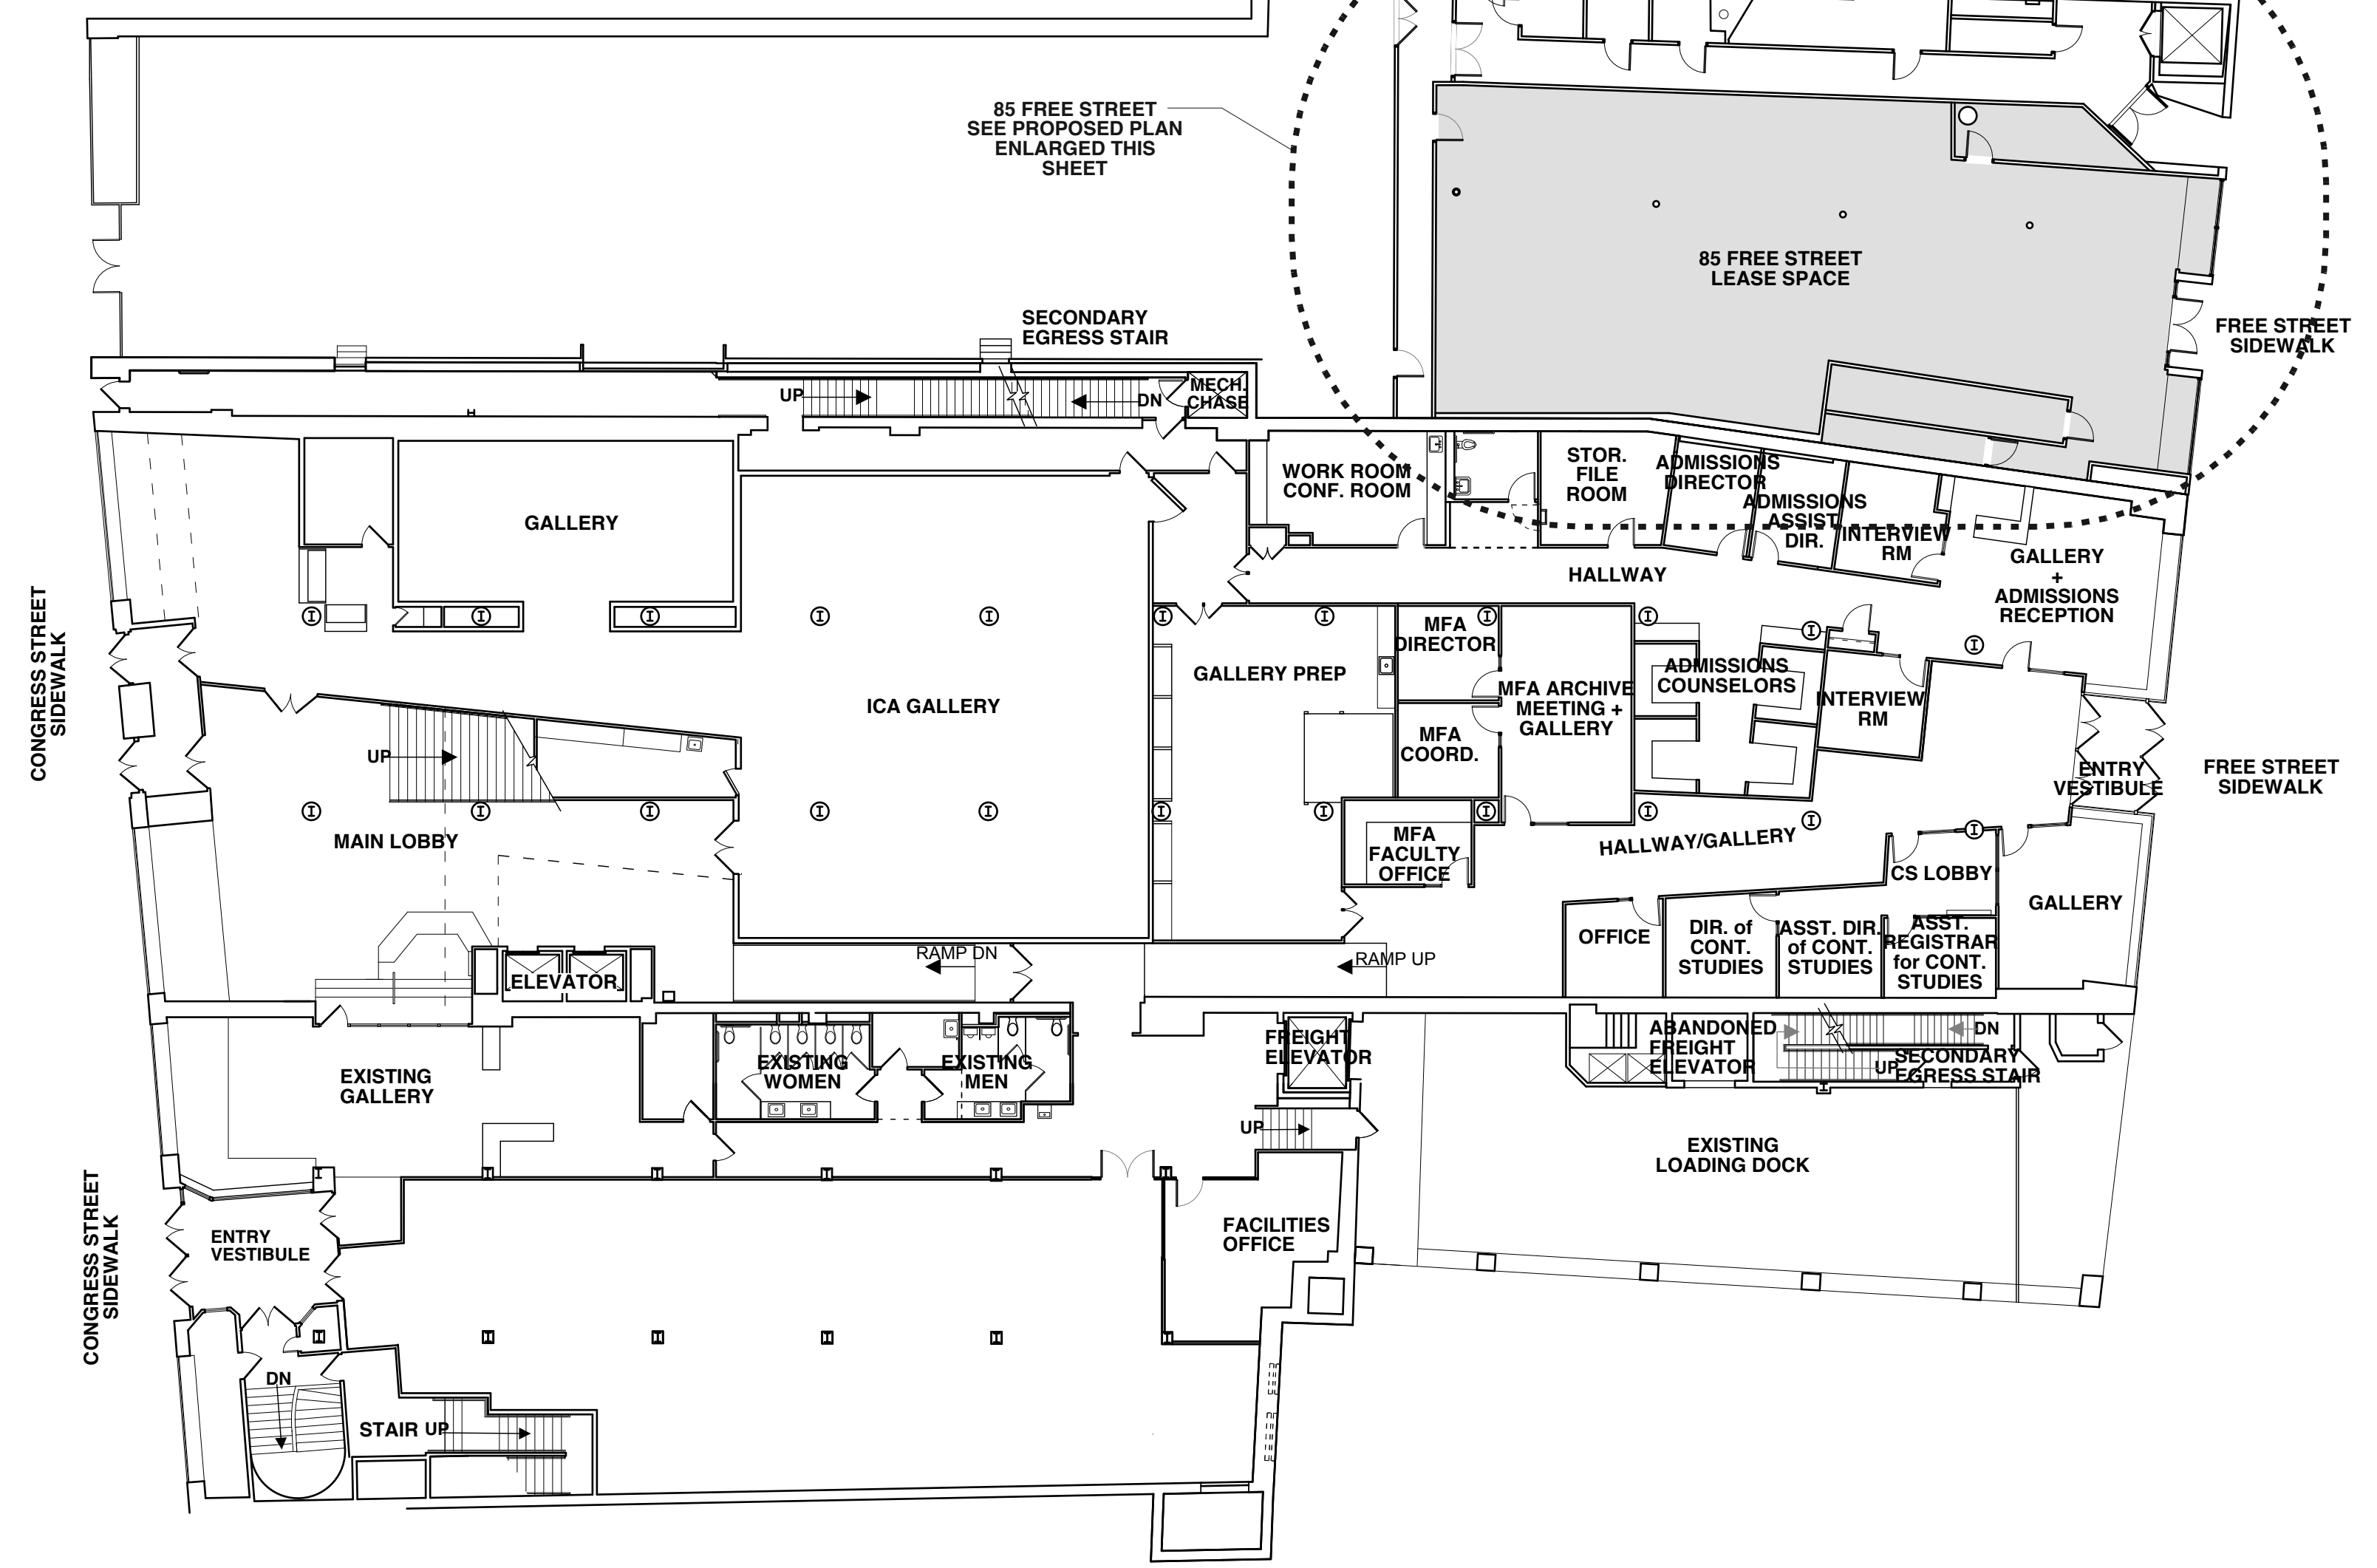 85 FREE STREET
SEE PROPOSED PLAN
ENLARGED THIS
SHEET
85 FREE STREET
LEASE SPACE
SECONDARY
EGRESS STAIR
FREE STREET
SIDEWALK
UP
DN
MECH.
CHASE
GALLERY
WORK ROOM
CONF. ROOM
STOR.
FILE
ROOM
ADMISSIONS
DIRECTOR
ADMISSIONS
ASSIST.
DIR.
INTERVIEW
RM
GALLERY
+
ADMISSIONS
RECEPTION
HALLWAY
CONGRESS STREET
SIDEWALK
MFA
DIRECTOR
GALLERY PREP
ADMISSIONS
COUNSELORS
MFA ARCHIVE
MEETING +
GALLERY
INTERVIEW
RM
ICA GALLERY
MFA
COORD.
UP
ENTRY
VESTIBULE
FREE STREET
SIDEWALK
MAIN LOBBY
MFA
FACULTY
OFFICE
HALLWAY/GALLERY
CS LOBBY
GALLERY
OFFICE
DIR. of
CONT.
STUDIES
ASST. DIR.
of CONT.
STUDIES
ASST.
REGISTRAR
for CONT.
STUDIES
RAMP DN
RAMP UP
ELEVATOR
FREIGHT
ELEVATOR
ABANDONED
FREIGHT
ELEVATOR
DN
UP
SECONDARY
EGRESS STAIR
EXISTING
WOMEN
EXISTING
MEN
EXISTING
GALLERY
UP
EXISTING
LOADING DOCK
CONGRESS STREET
SIDEWALK
ENTRY
VESTIBULE
FACILITIES
OFFICE
DN
STAIR UP